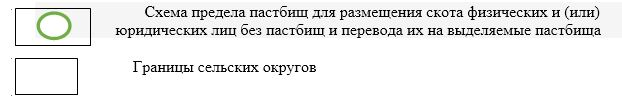 Схема предела пастбищ для размещения скота физических и (или)
юридических лиц без пастбищ и перевода их на выделяемые пастбища
Границы сельских округов